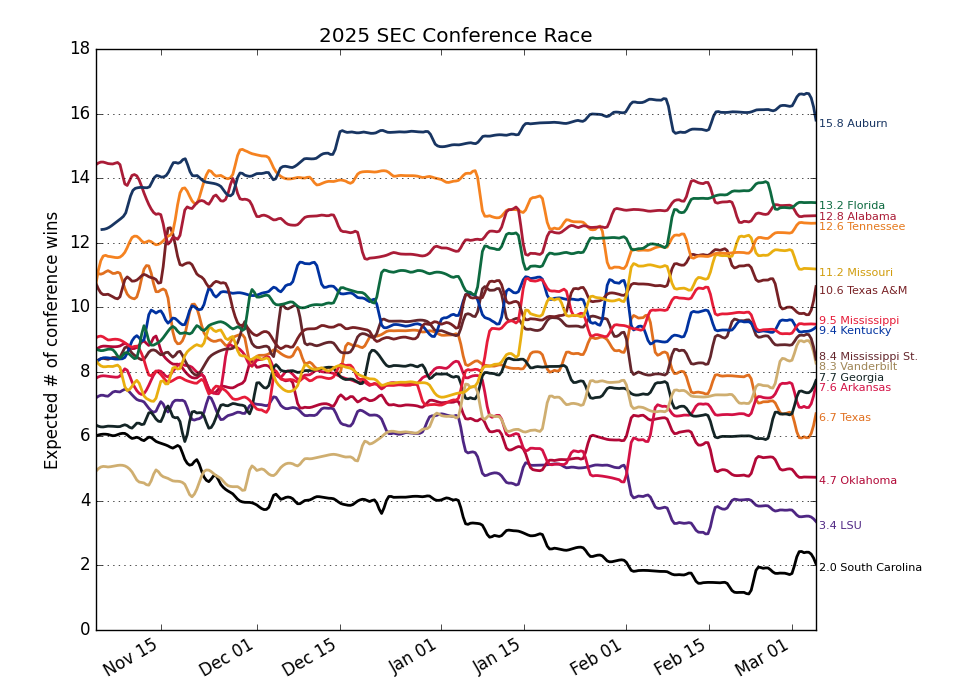 2025 SEC Conference Race
Expected # of conference wins
18
16
14
12
10
8
6
4
2
0
Nov 15
Dec 01
Dec 15
Jan 01
Jan 15
Feb 01
Feb 15
Mar 01
15.8 Auburn
13.2 Florida
12.8 Alabama
12.6 Tennessee
11.2 Missouri
10.6 Texas A&M
9.5 Mississippi
9.4 Kentucky
8.4 Mississippi St.
8.3 Vanderbilt
7.7 Georgia
7.6 Arkansas
6.7 Texas
4.7 Oklahoma
3.4 LSU
2.0 South Carolina